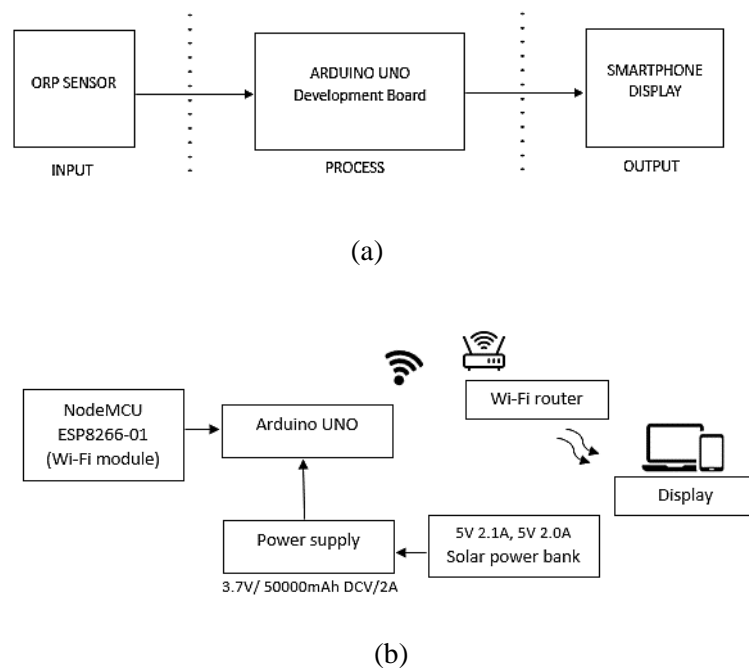 ORP SENSOR
INPUT
ARDUINO UNO
Development Board
PROCESS
SMARTPHONE
DISPLAY
OUTPUT
(a)
NodeMCU
ESP8266-01
(Wi-Fi module)
Arduino UNO
Wi-Fi router
Display
Power supply
3.7V/ 50000mAh DCV/2A
5V 2.1A, 5V 2.0A
Solar power bank
(b)